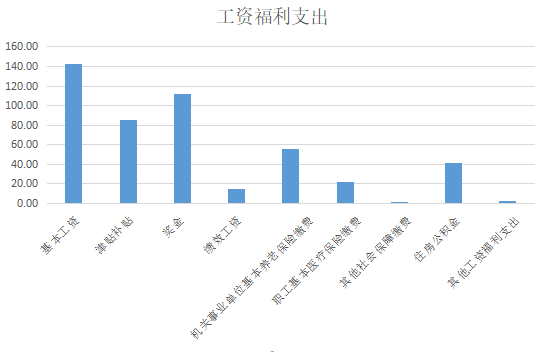 工资福利支出
160.00
140.00
120.00
100.00
80.00
60.00
40.00
20.00
0.00
基本工资
津贴补贴
奖金
绩效工资
机关事业单位基本养老保险缴费
职工基本医疗保险缴费
其他社会保障缴费
住房公积金
其他工资福利支出